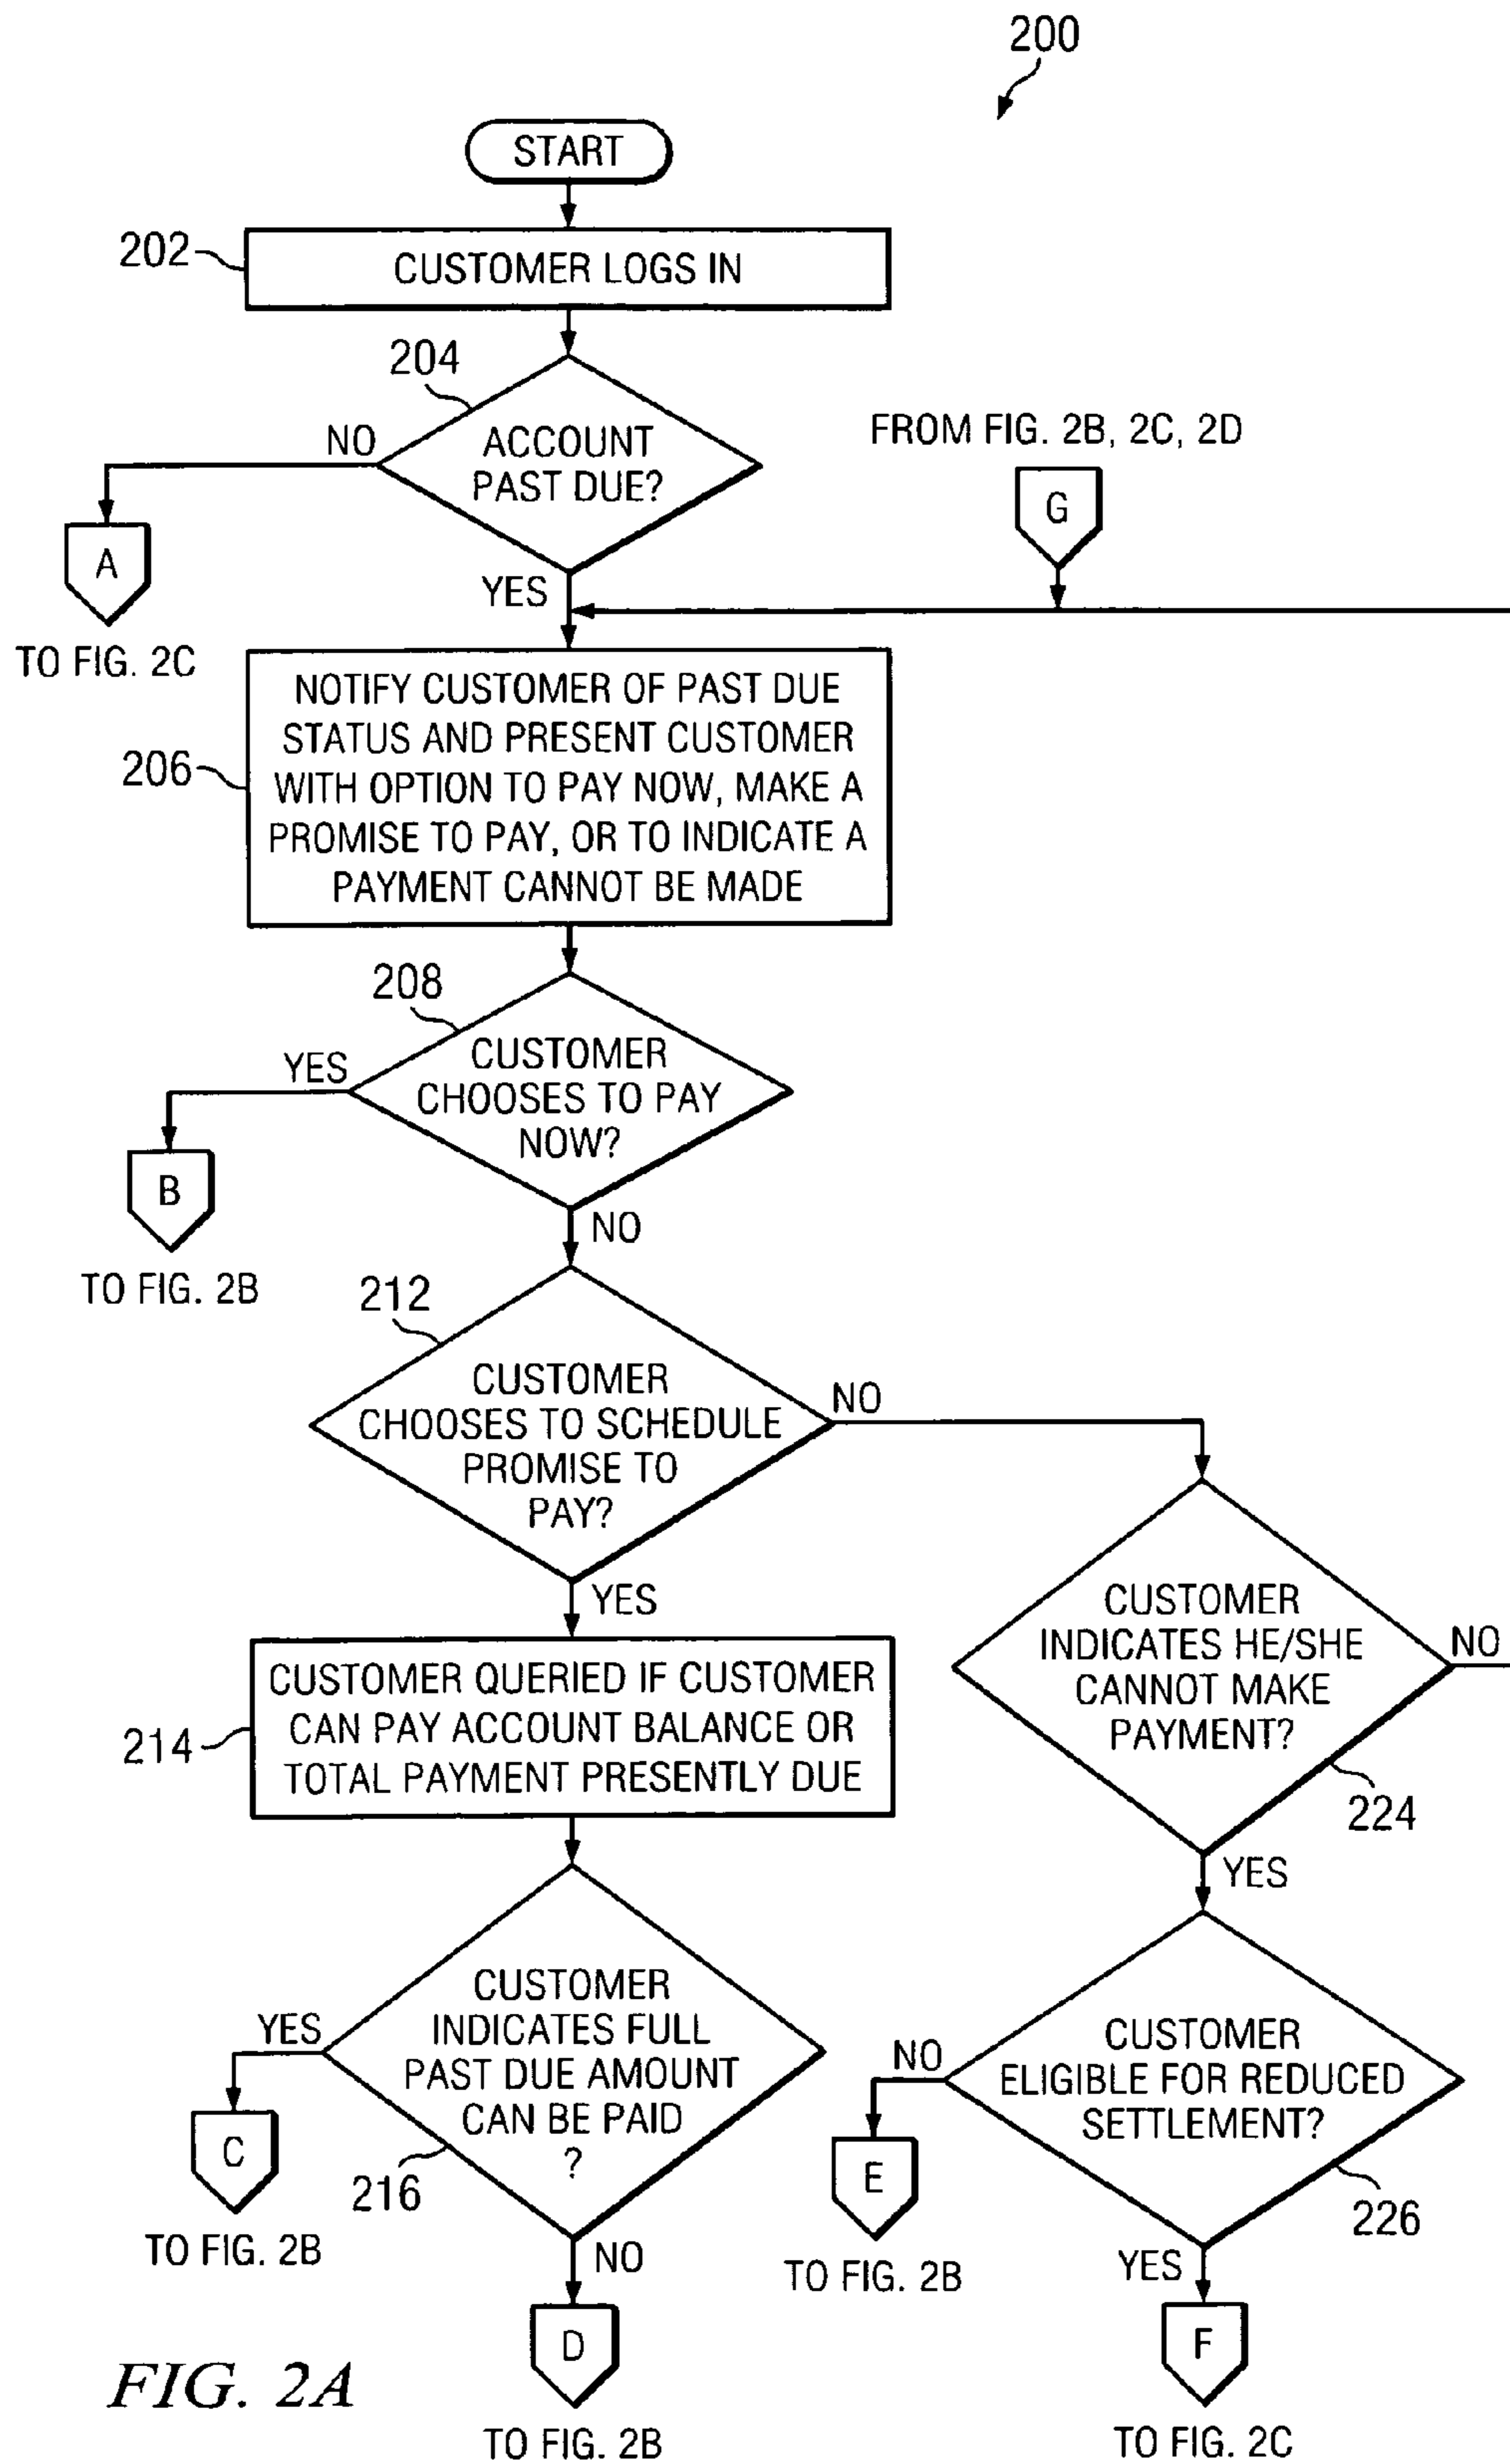 200
START
202
CUSTOMER LOGS IN
204
ACCOUNT
PAST DUE?
NO
A
TO FIG. 2C
YES
FROM FIG. 2B, 2C, 2D
G
206
NOTIFY CUSTOMER OF PAST DUE
STATUS AND PRESENT CUSTOMER
WITH OPTION TO PAY NOW, MAKE A
PROMISE TO PAY, OR TO INDICATE A
PAYMENT CANNOT BE MADE
208
CUSTOMER
CHOOSES TO PAY
NOW?
YES
B
TO FIG. 2B
NO
212
CUSTOMER
CHOOSES TO SCHEDULE
PROMISE TO
PAY?
NO
YES
214
CUSTOMER QUERIED IF CUSTOMER
CAN PAY ACCOUNT BALANCE OR
TOTAL PAYMENT PRESENTLY DUE
CUSTOMER
INDICATES HE/SHE
CANNOT MAKE
PAYMENT?
NO
224
YES
216
CUSTOMER
INDICATES FULL
PAST DUE AMOUNT
CAN BE PAID
?
YES
C
TO FIG. 2B
NO
D
TO FIG. 2B
CUSTOMER
ELIGIBLE FOR REDUCED
SETTLEMENT?
226
NO
E
TO FIG. 2B
YES
F
TO FIG. 2C
FIG. 2A